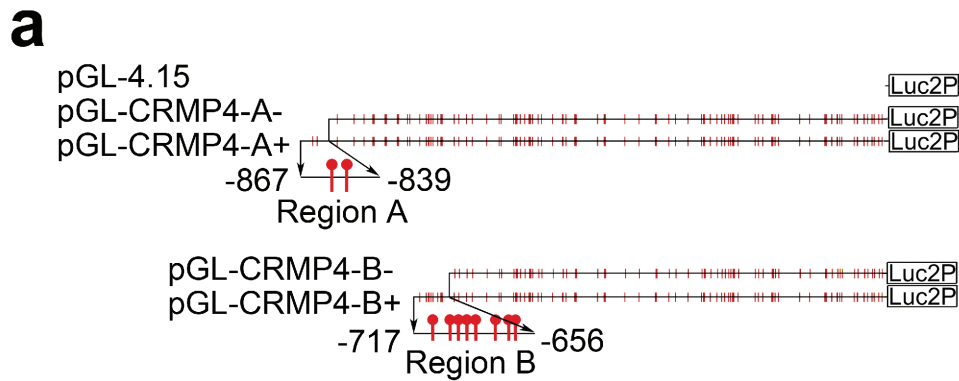 a
pGL-4.15 Luc2P
pGL-CRMP4-A- Luc2P
pGL-CRMP4-A+ Luc2P
-867 -839
Region A
pGL-CRMP4-B- Luc2P
pGL-CRMP4-B+ Luc2P
-717 -656
Region B